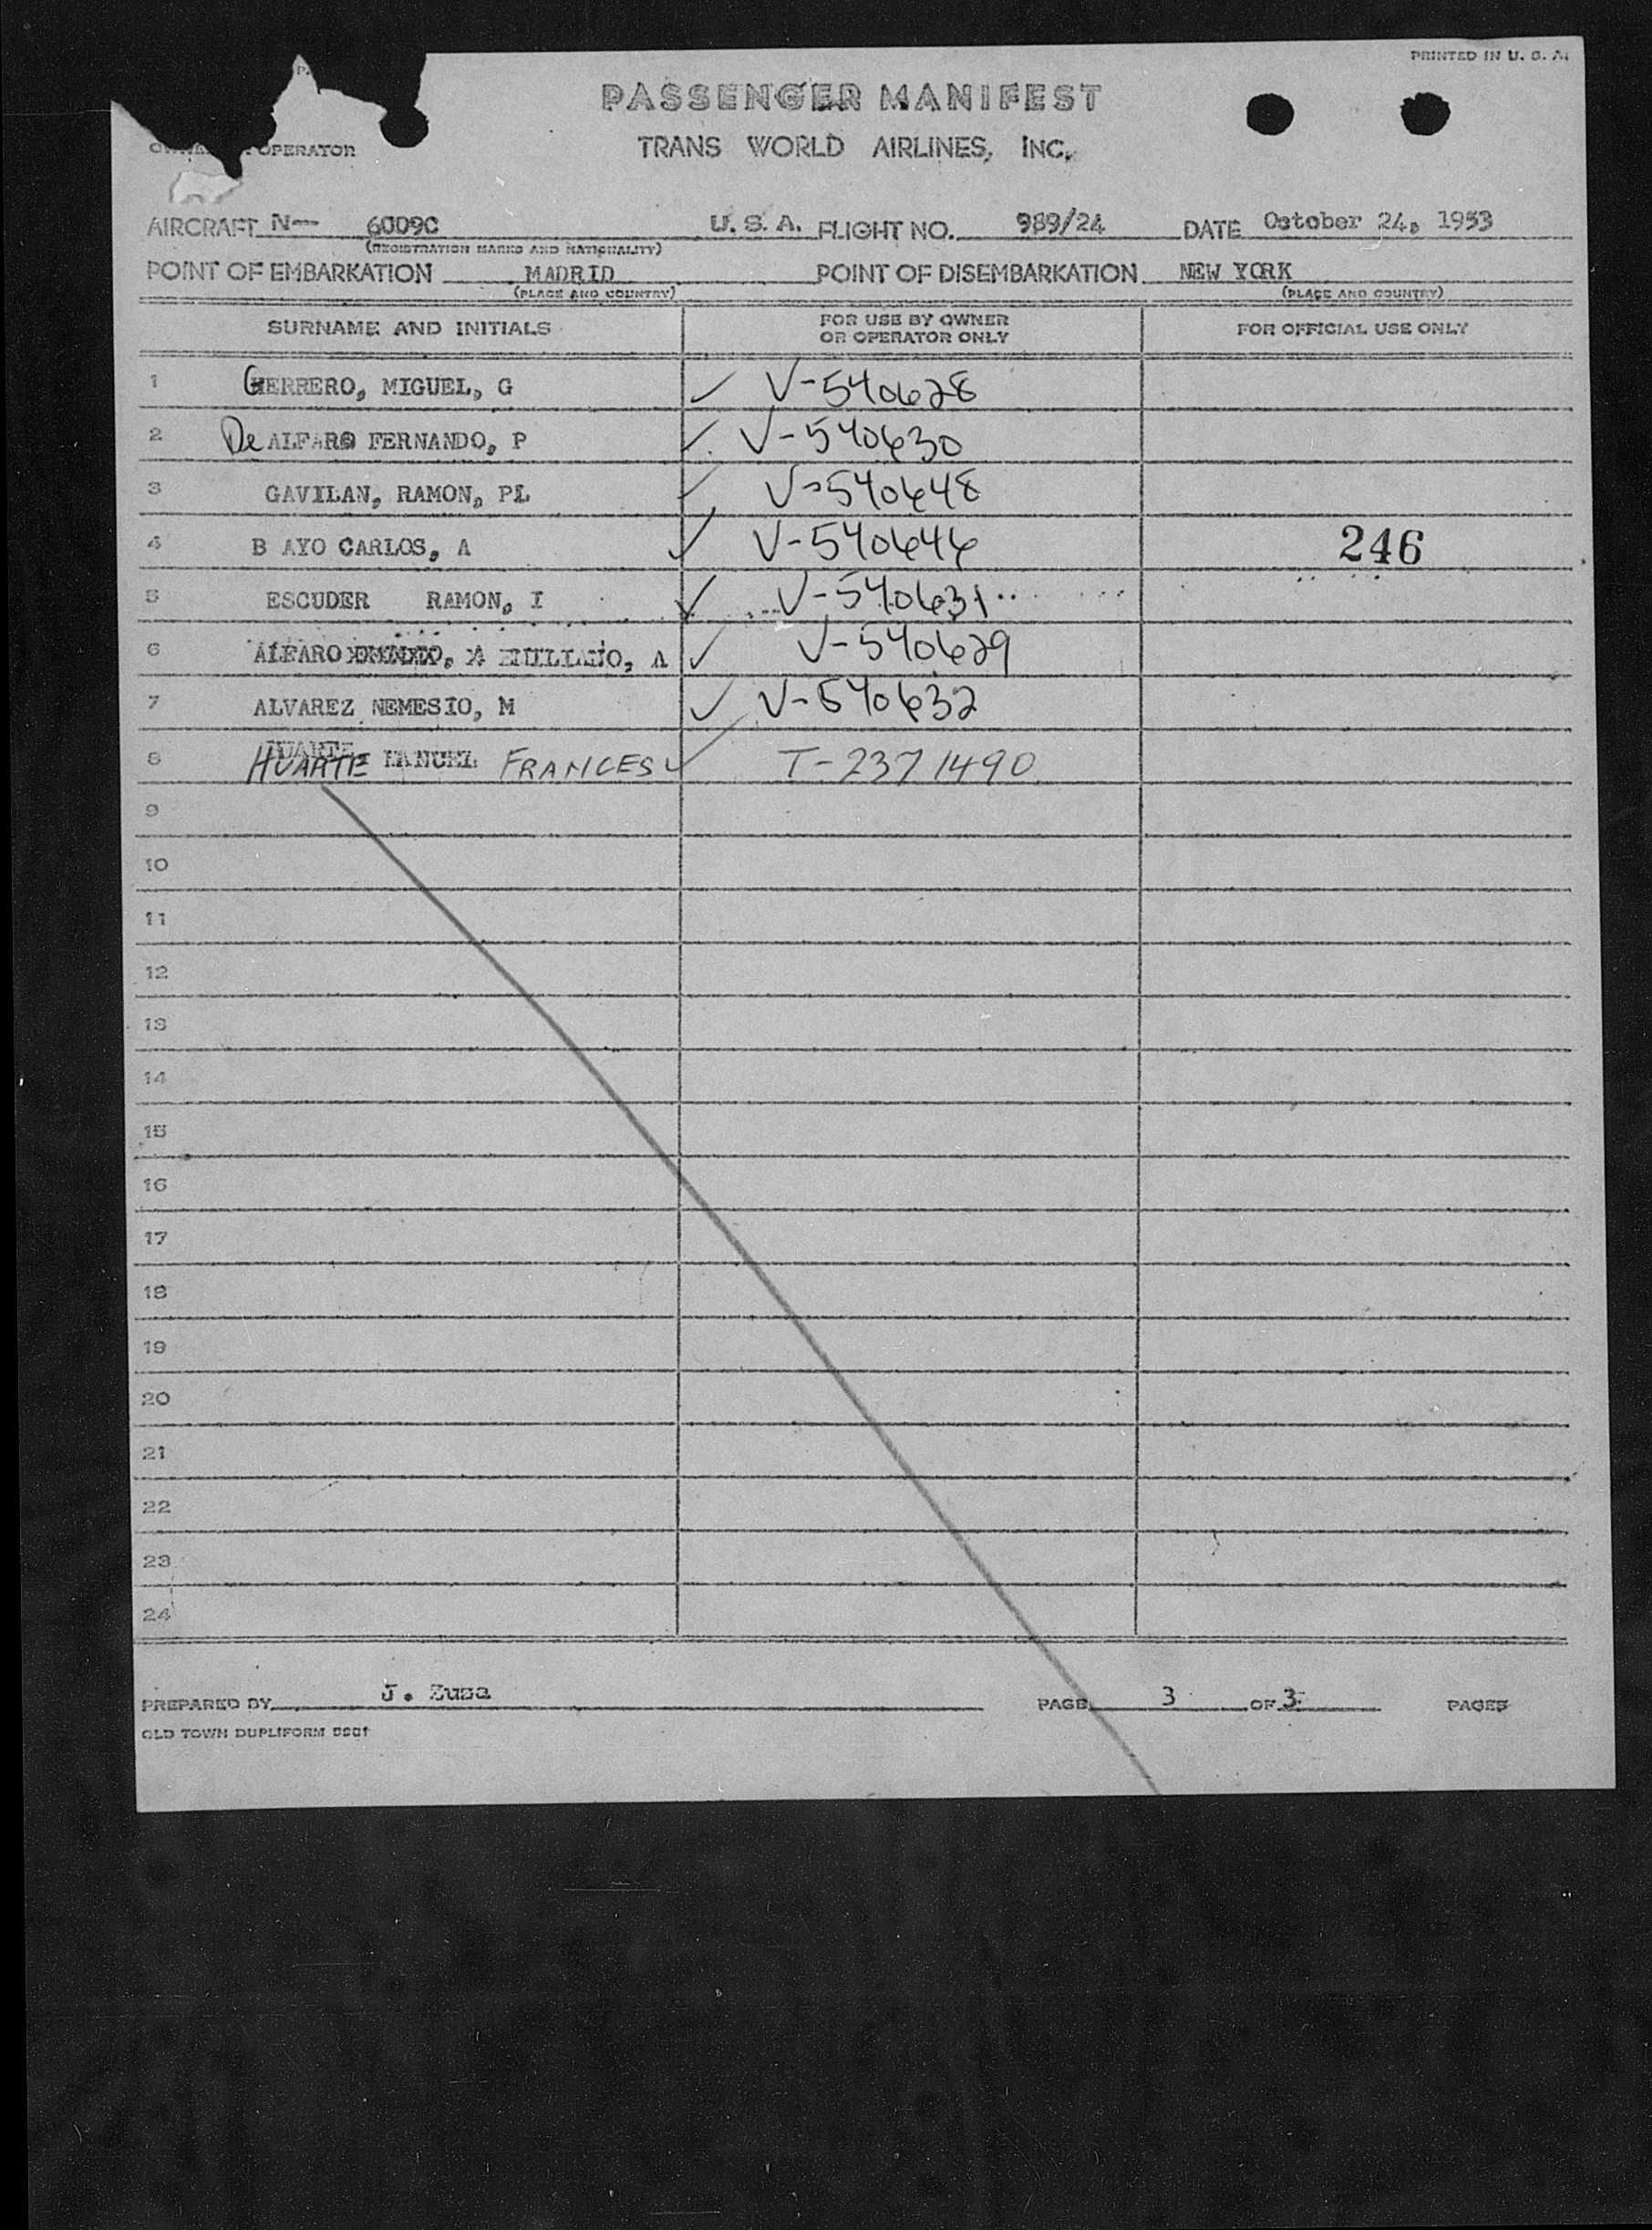 PRINTED IN U. S. A.
PASSENGER MANIFEST
OPERATOR
TRANS WORLD AIRLINES, INC.
AIRCRAFT N-- 6009C U. S. A. FLIGHT NO. 989/24 DATE October 24, 1953
(REGISTRATION MARKS AND NATIONALITY)
POINT OF EMBARKATION MADRID POINT OF DISEMBARKATION NEW YORK
(PLACE AND COUNTRY) (PLACE AND COUNTRY)
SURNAME AND INITIALS FOR USE BY OWNER OR OPERATOR ONLY FOR OFFICIAL USE ONLY
1 GERRERO, MIGUEL, G ✓ V-540628
2 De ALFARO FERNANDO, P ✓ V-540630
3 GAVILAN, RAMON, PL ✓ V-540648
4 B AYO CARLOS, A ✓ V-540646 246
5 ESCUDER RAMON, I ✓ V-540631
6 ALFARO EMILIANO, A ✓ V-540629
7 ALVAREZ NEMESIO, M ✓ V-540632
8 HUARTE MANUEL FRANCES ✓ T-2371490
9
10
11
12
13
14
15
16
17
18
19
20
21
22
23
24
PREPARED BY J. Zuza PAGE 3 OF 3 PAGES
OLD TOWN DUPLIFORM